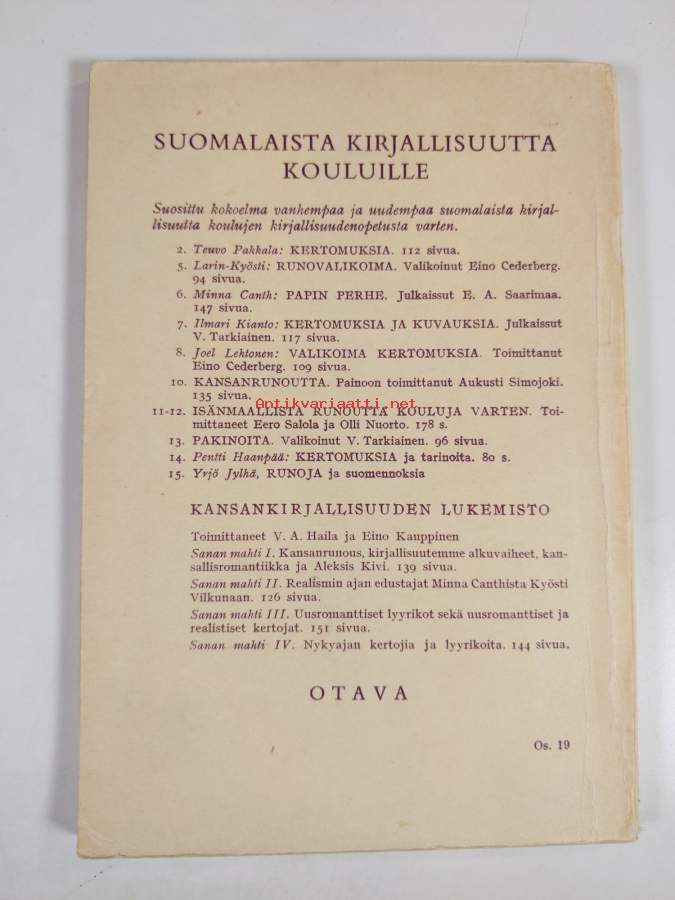 SUOMALAISTA KIRJALLISUUTTA
KOULUILLE
Suosittu kokoelma vanhempaa ja uudempaa suomalaista kirjal-
lisuutta koulujen kirjallisuudenopetusta varten.
2. Teuvo Pakkala: KERTOMUKSIA. 112 sivua.
5. Larin-Kyösti: RUNOVALIKOIMA. Valikoinut Eino Cederberg.
94 sivua.
6. Minna Canth: PAPIN PERHE. Julkaissut E. A. Saarimaa.
147 sivua.
7. Ilmari Kianto: KERTOMUKSIA JA KUVAUKSIA. Julkaissut
V. Tarkiainen. 117 sivua.
8. Joel Lehtonen: VALIKOIMA KERTOMUKSIA. Toimittanut
Eino Cederberg. 109 sivua.
10. KANSANRUNOUTTA. Painoon toimittanut Aukusti Simojoki.
135 sivua.
Antikvariaatti.net
11-12. ISÄNMAALLISTA RUNOUTTA KOULUJA VARTEN. Toi-
mittaneet Eero Salola ja Olli Nuorto. 178 s.
13. PAKINOITA. Valikoinut V. Tarkiainen. 96 sivua.
14. Pentti Haanpää: KERTOMUKSIA ja tarinoita. 80 s.
15. Yrjö Jylhä, RUNOJA ja suomennoksia
KANSANKIRJALLISUUDEN LUKEMISTO
Toimittaneet V. A. Haila ja Eino Kauppinen
Sanan mahti I. Kansanrunous, kirjallisuutemme alkuvaiheet, kan-
sallisromantiikka ja Aleksis Kivi. 139 sivua.
Sanan mahti II. Realismin ajan edustajat Minna Canthista Kyösti
Vilkunaan. 126 sivua.
Sanan mahti III. Uusromanttiset lyyrikot sekä uusromanttiset ja
realistiset kertojat. 151 sivua.
Sanan mahti IV. Nykyajan kertojia ja lyyrikoita. 144 sivua.
OTAVA
Os. 19